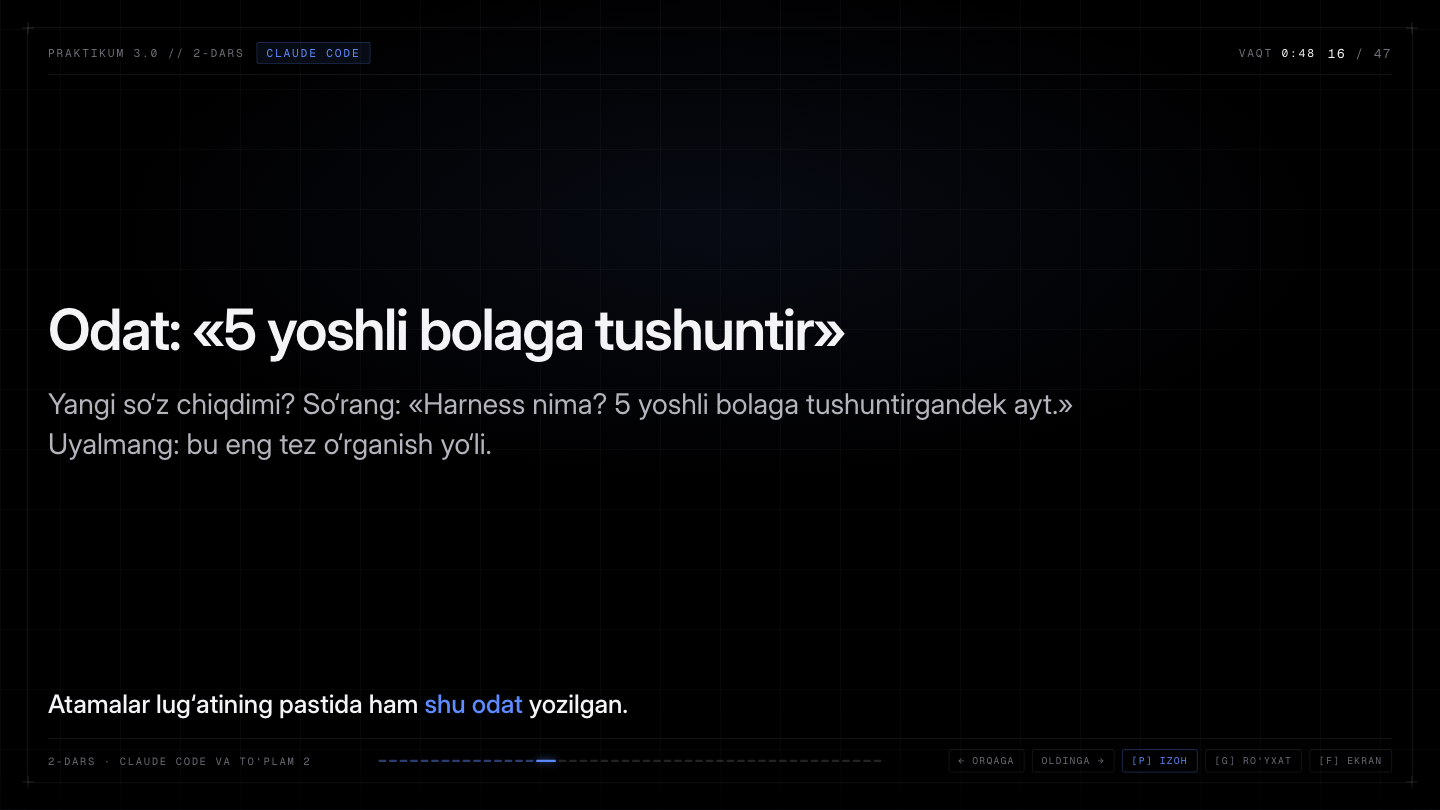 PRAKTIKUM 3.0 // 2-DARS CLAUDE CODE
VAQT 0:48 16 / 47
Odat: «5 yoshli bolaga tushuntir»
Yangi so‘z chiqdimi? So‘rang: «Harness nima? 5 yoshli bolaga tushuntirgandek ayt.»
Uyalmang: bu eng tez o‘rganish yo‘li.
Atamalar lug‘atining pastida ham shu odat yozilgan.
2-DARS · CLAUDE CODE VA TO‘PLAM 2
← ORQAGA OLDINGA → [P] IZOH [G] RO‘YXAT [F] EKRAN